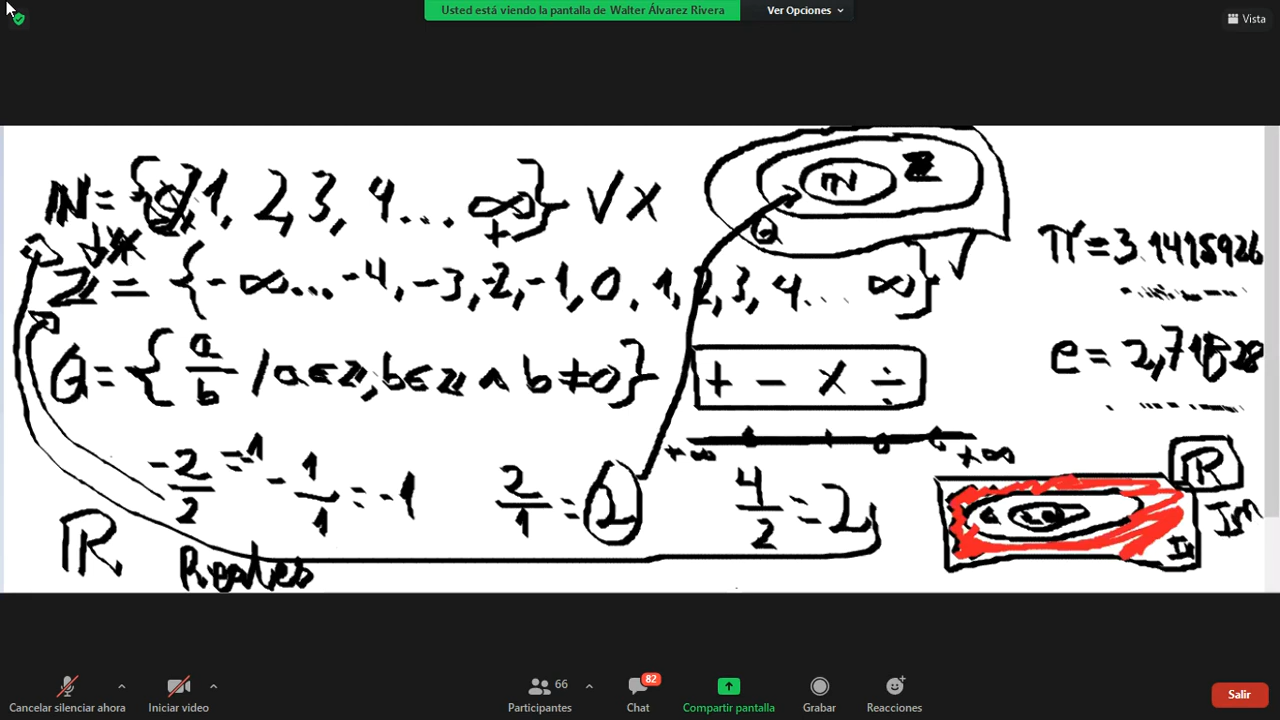 Usted está viendo la pantalla de Walter Álvarez Rivera
Ver Opciones
Vista
ℕ = {0, 1, 2, 3, 4... ∞} √ X
+
ℕ ℤ
Q
π = 3.1415926
ℤ = {-∞...-4, -3, -2, -1, 0, 1, 2, 3, 4... ∞} √
Q = {a/b / a ∈ ℤ, b ∈ ℤ ∧ b ≠ 0}
+ - X ÷
e = 2,71828
+∞ +∞
-2/2 = -1 -1/1 = -1 2/1 = 2 4/2 = 2
ℝ
ℝ Reales
Cancelar silenciar ahora
Iniciar video
66
Participantes
82
Chat
Compartir pantalla
Grabar
Reacciones
Salir